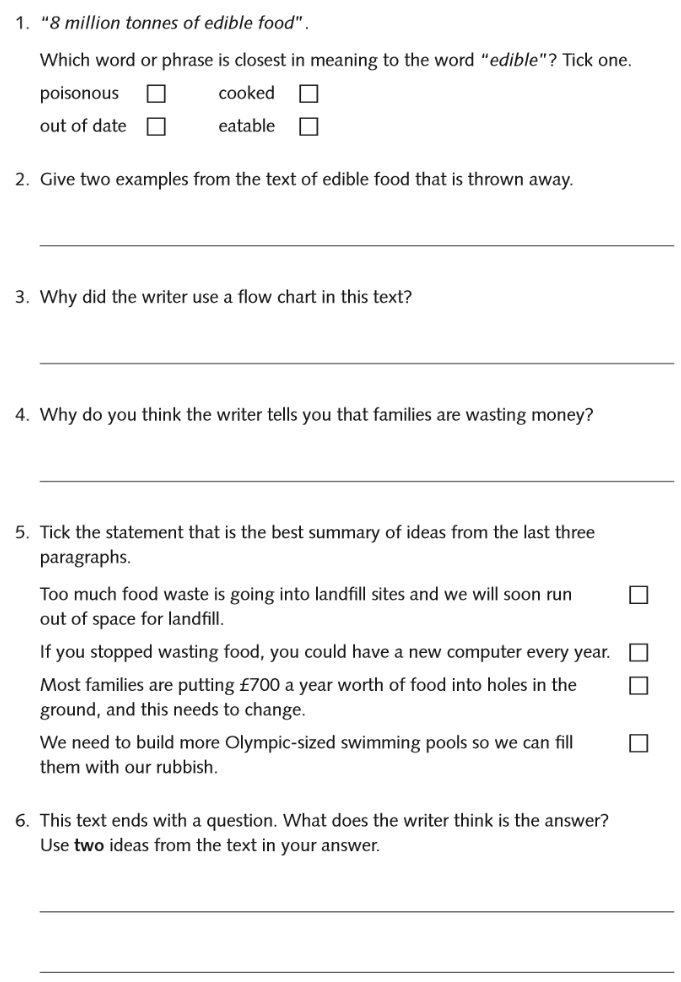 1. “8 million tonnes of edible food”.
Which word or phrase is closest in meaning to the word “edible”? Tick one.
poisonous cooked
out of date eatable
2. Give two examples from the text of edible food that is thrown away.
3. Why did the writer use a flow chart in this text?
4. Why do you think the writer tells you that families are wasting money?
5. Tick the statement that is the best summary of ideas from the last three
paragraphs.
Too much food waste is going into landfill sites and we will soon run
out of space for landfill.
If you stopped wasting food, you could have a new computer every year.
Most families are putting £700 a year worth of food into holes in the
ground, and this needs to change.
We need to build more Olympic-sized swimming pools so we can fill
them with our rubbish.
6. This text ends with a question. What does the writer think is the answer?
Use two ideas from the text in your answer.